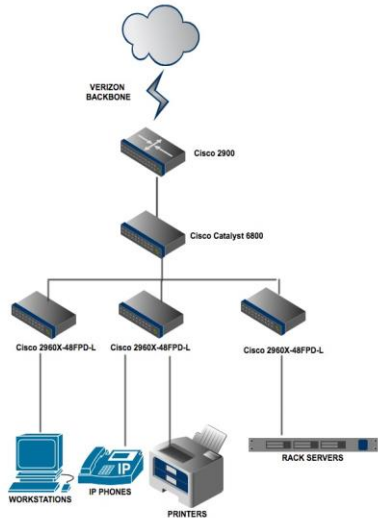 VERIZON
BACKBONE
Cisco 2900
Cisco Catalyst 6800
Cisco 2960X-48FPD-L
Cisco 2960X-48FPD-L
Cisco 2960X-48FPD-L
IP
WORKSTATIONS
IP PHONES
RACK SERVERS
PRINTERS